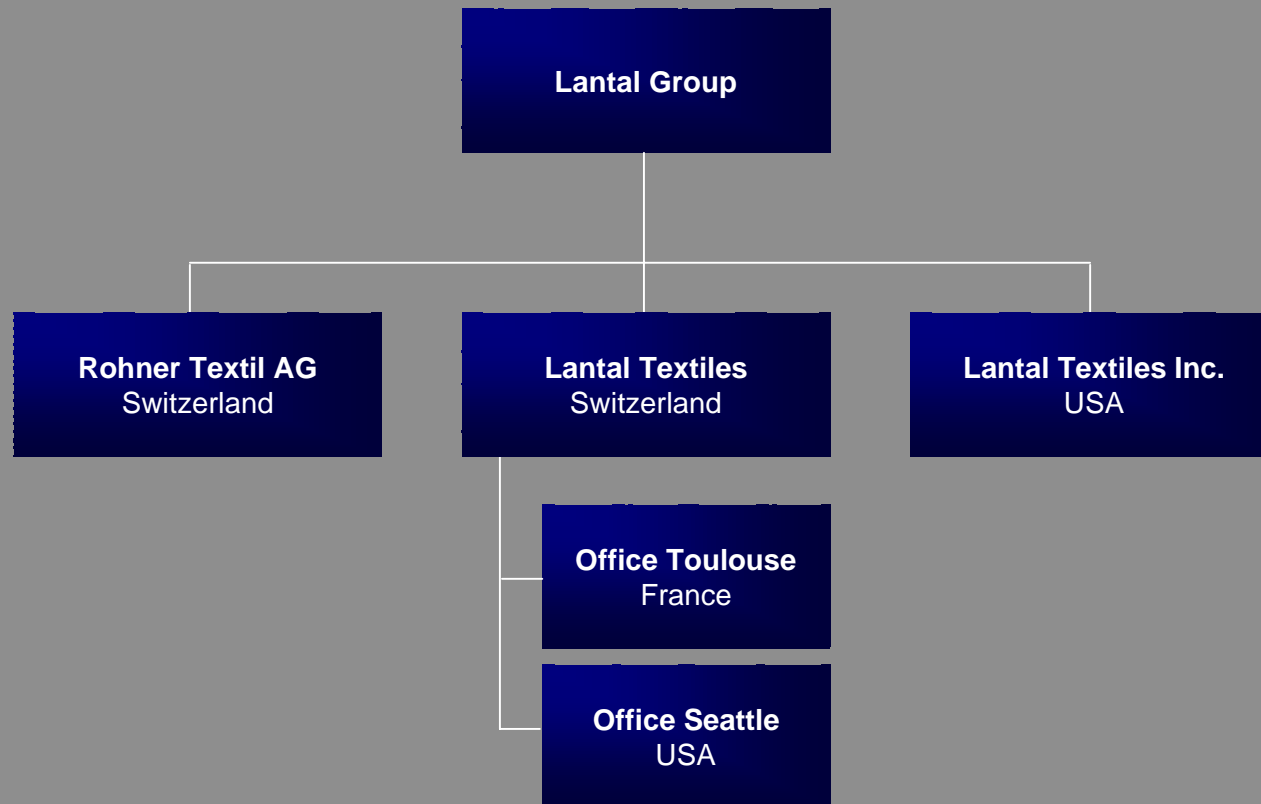 Lantal Group
Rohner Textil AG
Switzerland
Lantal Textiles
Switzerland
Lantal Textiles Inc.
USA
Office Toulouse
France
Office Seattle
USA